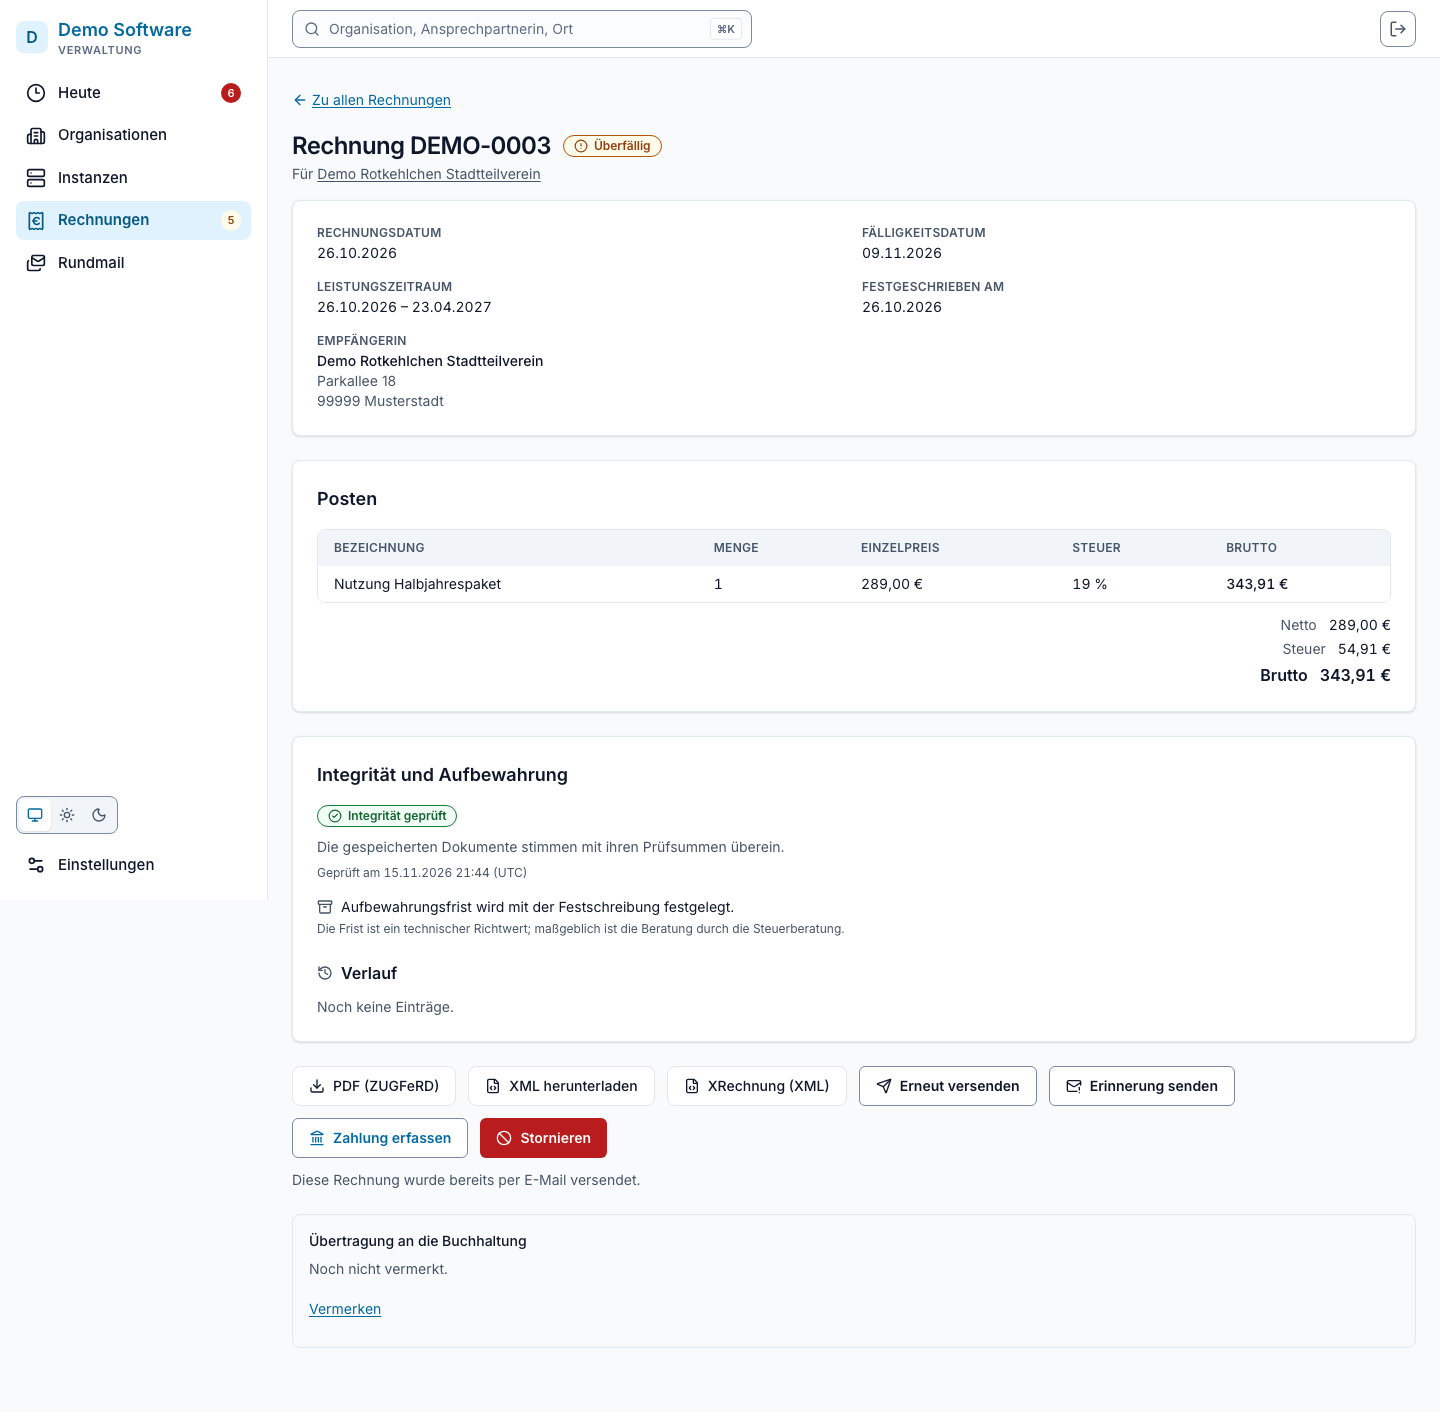 D
Demo Software
VERWALTUNG
Organisation, Ansprechpartnerin, Ort
⌘K
Heute
6
Organisationen
Instanzen
Rechnungen
5
Rundmail
Einstellungen
Zu allen Rechnungen
Rechnung DEMO-0003
Überfällig
Für Demo Rotkehlchen Stadtteilverein
RECHNUNGSDATUM
26.10.2026
FÄLLIGKEITSDATUM
09.11.2026
LEISTUNGSZEITRAUM
26.10.2026 – 23.04.2027
FESTGESCHRIEBEN AM
26.10.2026
EMPFÄNGERIN
Demo Rotkehlchen Stadtteilverein
Parkallee 18
99999 Musterstadt
Posten
BEZEICHNUNG MENGE EINZELPREIS STEUER BRUTTO
Nutzung Halbjahrespaket 1 289,00 € 19 % 343,91 €
Netto 289,00 €
Steuer 54,91 €
Brutto 343,91 €
Integrität und Aufbewahrung
Integrität geprüft
Die gespeicherten Dokumente stimmen mit ihren Prüfsummen überein.
Geprüft am 15.11.2026 21:44 (UTC)
Aufbewahrungsfrist wird mit der Festschreibung festgelegt.
Die Frist ist ein technischer Richtwert; maßgeblich ist die Beratung durch die Steuerberatung.
Verlauf
Noch keine Einträge.
PDF (ZUGFeRD)
XML herunterladen
XRechnung (XML)
Erneut versenden
Erinnerung senden
Zahlung erfassen
Stornieren
Diese Rechnung wurde bereits per E-Mail versendet.
Übertragung an die Buchhaltung
Noch nicht vermerkt.
Vermerken